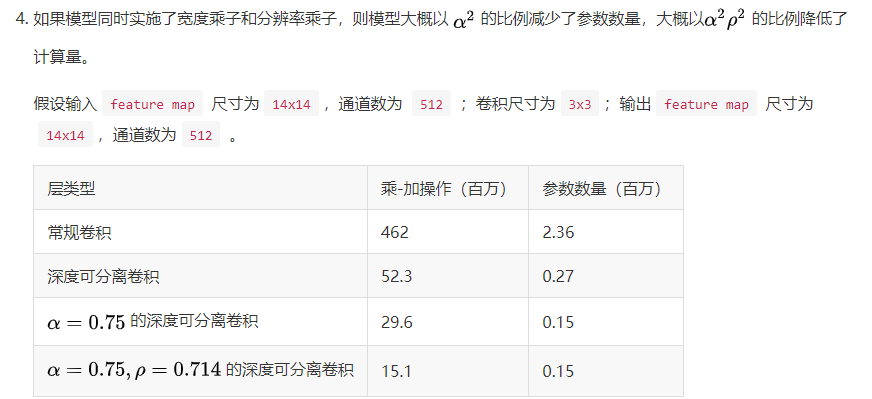 4. 如果模型同时实施了宽度乘子和分辨率乘子，则模型大概以 α² 的比例减少了参数数量，大概以α²ρ² 的比例降低了
计算量。
假设输入 feature map 尺寸为 14x14 ，通道数为 512 ；卷积尺寸为 3x3 ；输出 feature map 尺寸为
14x14 ，通道数为 512 。
层类型 乘-加操作（百万） 参数数量（百万）
常规卷积 462 2.36
深度可分离卷积 52.3 0.27
α = 0.75 的深度可分离卷积 29.6 0.15
α = 0.75, ρ = 0.714 的深度可分离卷积 15.1 0.15